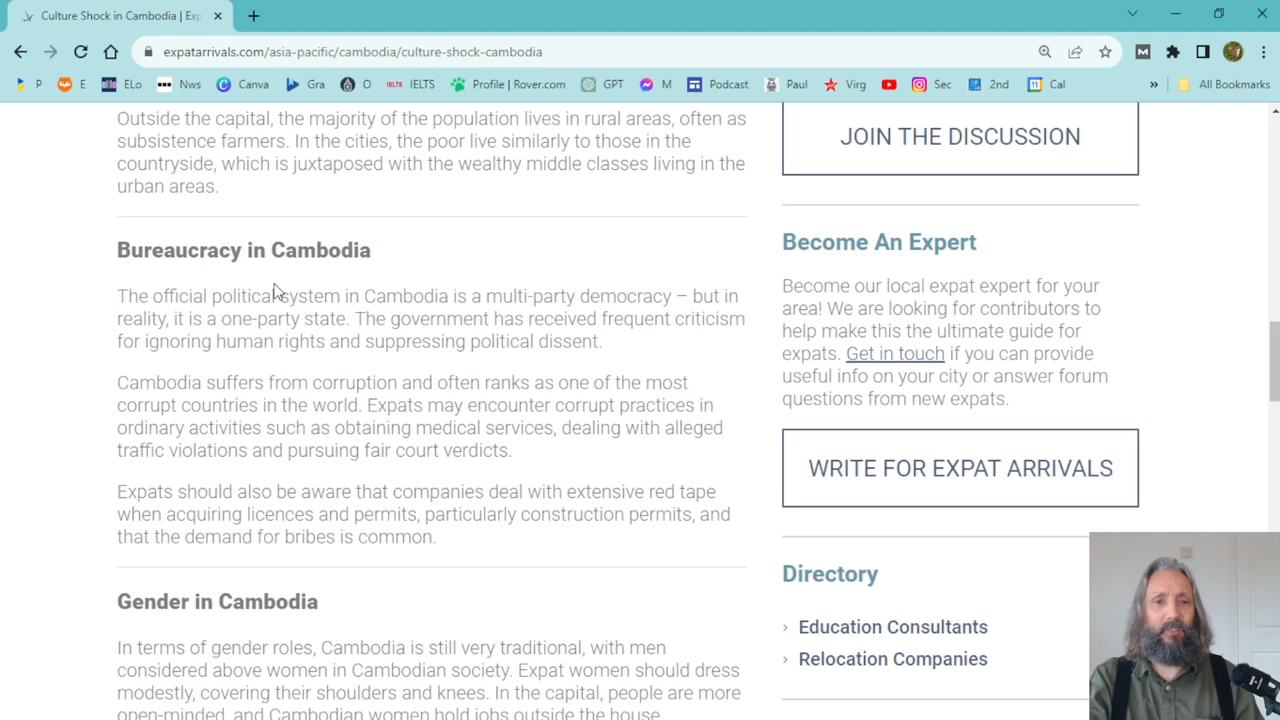 Culture Shock in Cambodia | Exp
expatarrivals.com/asia-pacific/cambodia/culture-shock-cambodia
P E ELo Nws Canva Gra O IELTS Profile | Rover.com GPT M Podcast Paul Virg Sec 2nd Cal » All Bookmarks
Outside the capital, the majority of the population lives in rural areas, often as
subsistence farmers. In the cities, the poor live similarly to those in the
countryside, which is juxtaposed with the wealthy middle classes living in the
urban areas.
Bureaucracy in Cambodia
The official political system in Cambodia is a multi-party democracy – but in
reality, it is a one-party state. The government has received frequent criticism
for ignoring human rights and suppressing political dissent.
Cambodia suffers from corruption and often ranks as one of the most
corrupt countries in the world. Expats may encounter corrupt practices in
ordinary activities such as obtaining medical services, dealing with alleged
traffic violations and pursuing fair court verdicts.
Expats should also be aware that companies deal with extensive red tape
when acquiring licences and permits, particularly construction permits, and
that the demand for bribes is common.
Gender in Cambodia
In terms of gender roles, Cambodia is still very traditional, with men
considered above women in Cambodian society. Expat women should dress
modestly, covering their shoulders and knees. In the capital, people are more
open-minded, and Cambodian women hold jobs outside the house.
JOIN THE DISCUSSION
Become An Expert
Become our local expat expert for your
area! We are looking for contributors to
help make this the ultimate guide for
expats. Get in touch if you can provide
useful info on your city or answer forum
questions from new expats.
WRITE FOR EXPAT ARRIVALS
Directory
Education Consultants
Relocation Companies